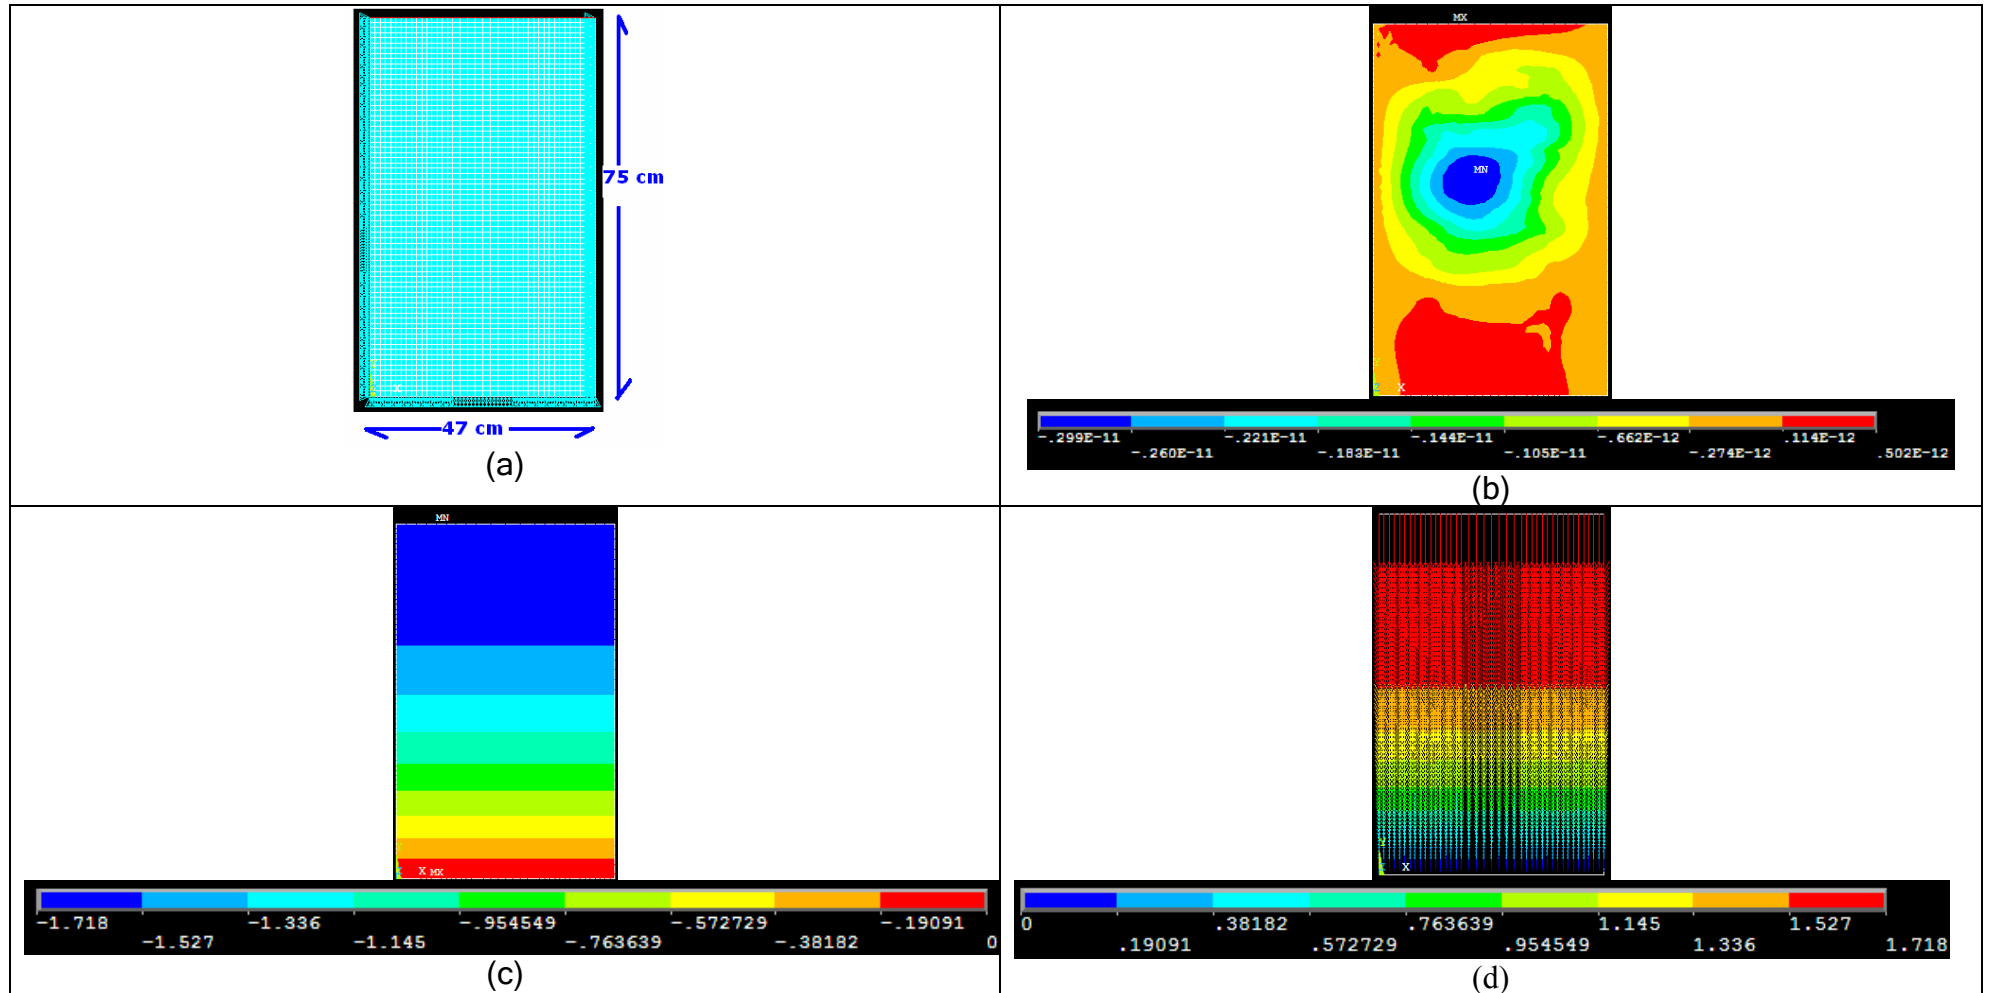 75 cm
X
47 cm
(a)
MX
MN
X
-.299E-11 -.221E-11 -.144E-11 -.662E-12 .114E-12
-.260E-11 -.183E-11 -.105E-11 -.274E-12 .502E-12
(b)
MN
X MX
-1.718 -1.336 -.954549 -.572729 -.19091
-1.527 -1.145 -.763639 -.38182 0
(c)
Y
X
0 .38182 .763639 1.145 1.527
.19091 .572729 .954549 1.336 1.718
(d)